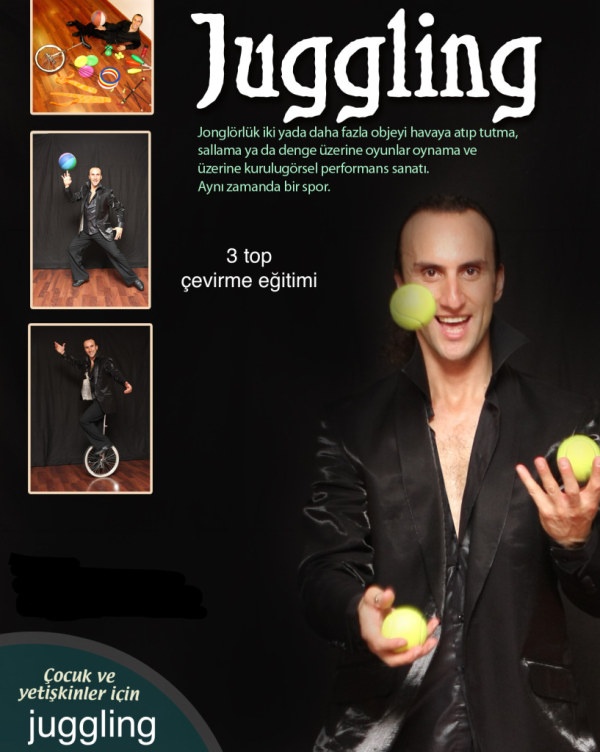 Juggling
Jonglörlük iki yada daha fazla objeyi havaya atıp tutma,
sallama ya da denge üzerine oyunlar oynama ve
üzerine kurulugörsel performans sanatı.
Aynı zamanda bir spor.
3 top
çevirme eğitimi
Çocuk ve
yetişkinler için
juggling